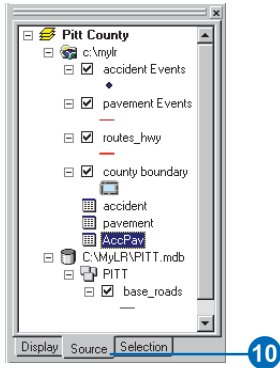 Pitt County
c:\mylr
accident Events
pavement Events
routes_hwy
county boundary
accident
pavement
AccPav
C:\MyLR\PITT.mdb
PITT
base_roads
Display Source Selection
10